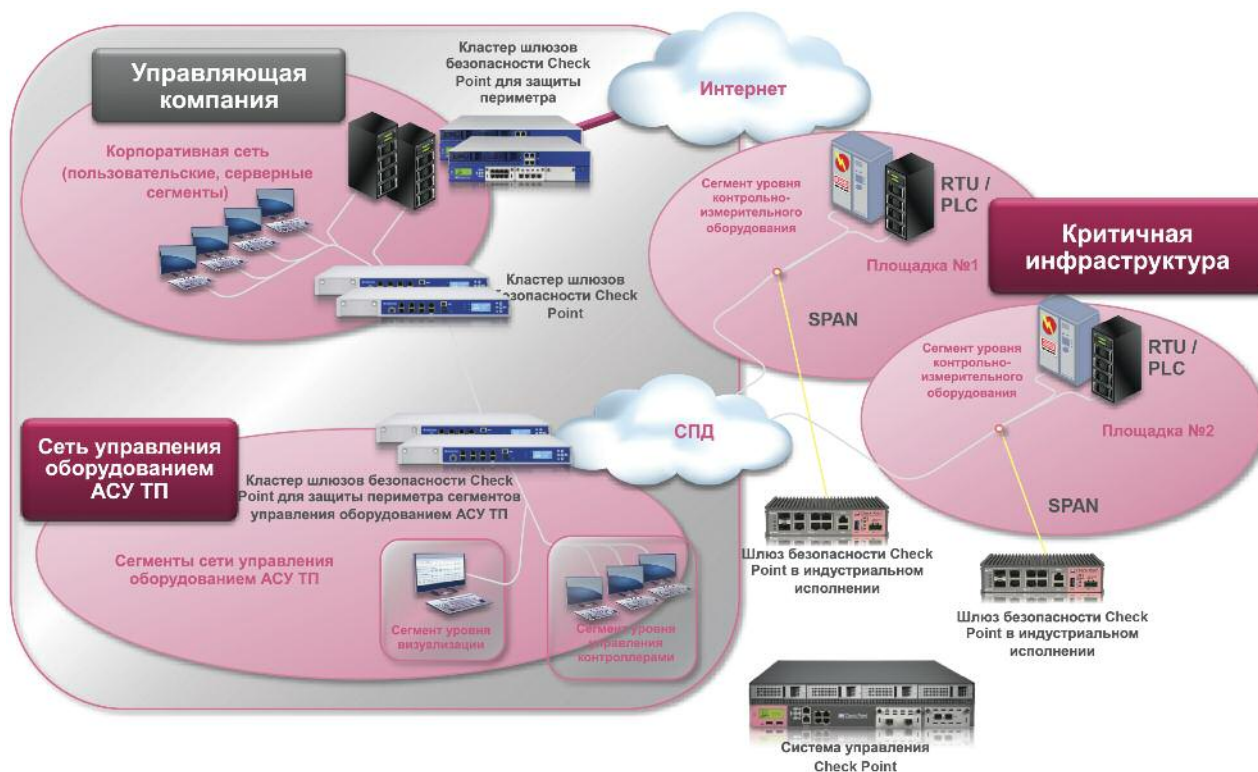 Управляющая
компания
Кластер шлюзов
безопасности Check
Point для защиты
периметра
Интернет
Корпоративная сеть
(пользовательские, серверные
сегменты)
Кластер шлюзов
безопасности Check
Point
Сегмент уровня
контрольно-
измерительного
оборудования
RTU /
PLC
Площадка №1
SPAN
Критичная
инфраструктура
Сегмент уровня
контрольно-
измерительного
оборудования
RTU /
PLC
Площадка №2
SPAN
СПД
Сеть управления
оборудованием
АСУ ТП
Кластер шлюзов безопасности Check
Point для защиты периметра сегментов
управления оборудованием АСУ ТП
Сегменты сети управления
оборудованием АСУ ТП
Сегмент уровня
визуализации
Сегмент уровня
управления
контроллерами
Шлюз безопасности Check
Point в индустриальном
исполнении
Шлюз безопасности Check
Point в индустриальном
исполнении
Check Point
Система управления
Check Point